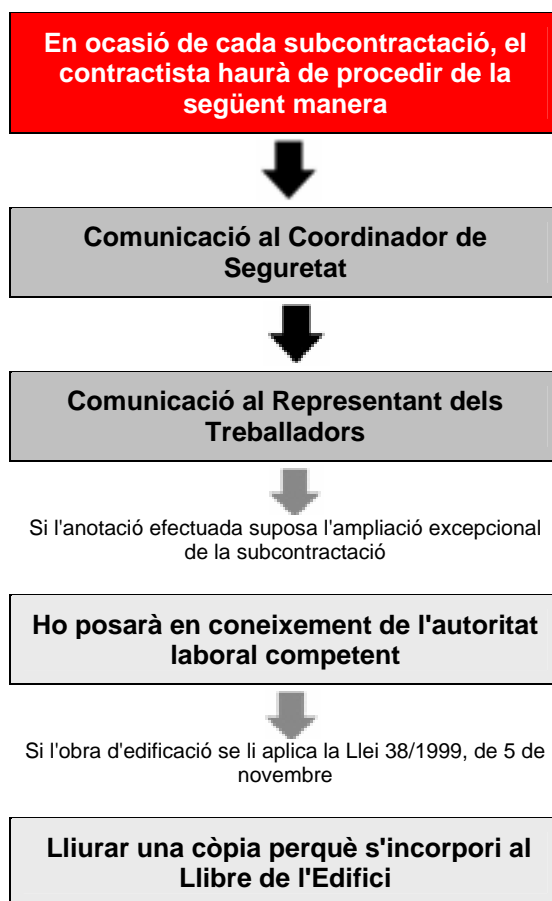 En ocasió de cada subcontractació, el
contractista haurà de procedir de la
següent manera
Comunicació al Coordinador de
Seguretat
Comunicació al Representant dels
Treballadors
Si l'anotació efectuada suposa l'ampliació excepcional
de la subcontractació
Ho posarà en coneixement de l'autoritat
laboral competent
Si l'obra d'edificació se li aplica la Llei 38/1999, de 5 de
novembre
Lliurar una còpia perquè s'incorpori al
Llibre de l'Edifici